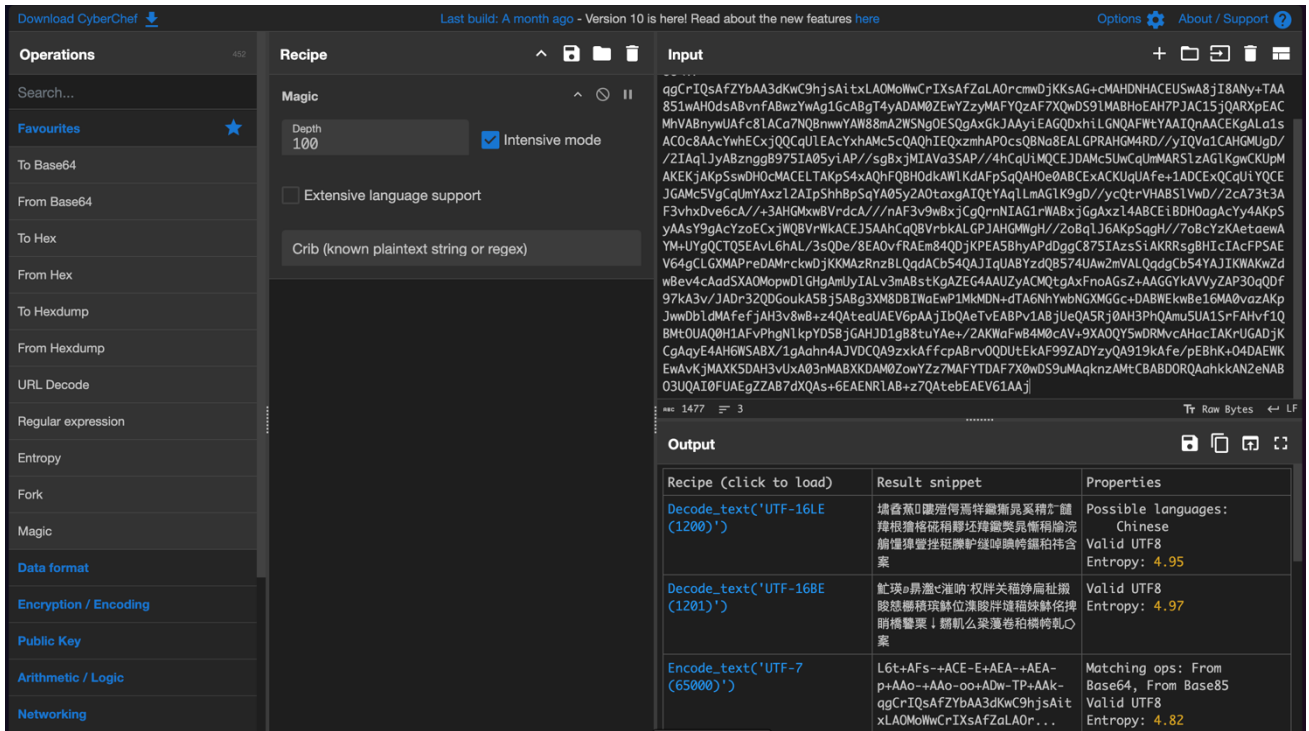 Download CyberChef
Last build: A month ago - Version 10 is here! Read about the new features here
Options
About / Support
Operations
452
Search...
Favourites
To Base64
From Base64
To Hex
From Hex
To Hexdump
From Hexdump
URL Decode
Regular expression
Entropy
Fork
Magic
Data format
Encryption / Encoding
Public Key
Arithmetic / Logic
Networking
Recipe
Magic
Depth
100
Intensive mode
Extensive language support
Crib (known plaintext string or regex)
Input
qgCrIQsAfZYbAA3dKwC9hjsAitxLAOMoWwCrIXsAfZaLAOrcmwDjKKsAG+cMAHDNHACEUSwA8jI8ANy+TAA
851wAHOdsABvnfABwzYwAg1GcABgT4yADAM0ZEwYZzyMAFYQzAF7XQwDS9lMABHoEAH7PJAC15jQARXpEAC
MhVABnywUAfc8lACa7NQBnwwYAW88mA2WSNgOESQgAxGkJAAyiEAGQDxhiLGNQAFWtYAAIQnAACEKgALa1s
ACOc8AAcYwhECxjQQCqUlEAcYxhAMc5cQAQhIEQxzmhAPOcsQBNa8EALGPRAHGM4RD//yIQVa1CAHGMUgD/
/2IAqlJyABznggB975IA05yiAP//sgBxjMIAVa3SAP//4hCqUiMQCEJDAMc5UwCqUmMARSlzAGlKgwCKUpM
AKEKjAKpSswDHOcMACELTAKpS4xAQhFQBHOdkAWlKdAFpSqQAHOe0ABCExACKUqUAfe+1ADCExQCqUiYQCE
JGAMc5VgCqUmYAxzl2AIpShhBpSqYA05y2AOtaxgAIQtYAqlLmAGlK9gD//ycQtrVHABSlVwD//2cA73t3A
F3vhxDve6cA//+3AHGMxwBVrdcA///nAF3v9wBxjCgQrnNIAG1rWABxjGgAxzl4ABCEiBDHOagAcYy4AKpS
yAAsY9gAcYzoECxjWQBVrWkACEJ5AAhCqQBVrbkALGPJAHGMWgH//2oBqlJ6AKpSqgH//7oBcYzKAetaewA
YM+UYgQCTQ5EAvL6hAL/3sQDe/8EAOvfRAEm84QDjKPEA5BhyAPdDggC875IAzsSiAKRRsgBHIcIAcFPSAE
V64gCLGXMAPreDAMrckwDjKKMAzRnzBLQqdACb54QAJIqUABYzdQB574UAw2mVALQqdgCb54YAJIKWAKwZd
wBev4cAadSXAOMopwDlGHgAmUyIALv3mABstKgAZEG4AAUZyACMQtgAxFnoAGsZ+AAGGYkAVVyZAP3OqQDf
97kA3v/JADr32QDGoukA5Bj5ABg3XM8DBIWaEwP1MkMDN+dTA6NhYwbNGXMGGc+DABWEkwBe16MA0vazAKp
JwwDbldMAfefjAH3v8wB+z4QAteaUAEV6pAAjIbQAeTvEABPv1ABjUeQA5Rj0AH3PhQAmu5UA1SrFAHvf1Q
BMtOUAQ0H1AFvPhgNlkpYD5BjGAHJD1gB8tuYAe+/2AKWaFwB4M0cAV+9XAOQY5wDRMvcAHacIAKrUGADjK
CgAqyE4AH6WSABX/1gAahn4AJVDCQA9zxkAffcpABrvOQDUtEkAF99ZADYzyQA919kAfe/pEBhK+O4DAEWK
EwAvKjMAXK5DAH3vUxA03nMABXKDAM0ZowYZz7MAFYTDAF7X0wDS9uMAqknzAMtCBABDORQAahkkAN2eNAB
O3UQAI0FUAEgZZAB7dXQAs+6EAENRlAB+z7QAtebEAEV61AAj
1477
3
Raw Bytes
LF
Output
Recipe (click to load)
Result snippet
Properties
Decode_text('UTF-16LE
(1200)')
Possible languages:
Chinese
Valid UTF8
Entropy: 4.95
Decode_text('UTF-16BE
(1201)')
Valid UTF8
Entropy: 4.97
Encode_text('UTF-7
(65000)')
L6t+AFs-+ACE-E+AEA-+AEA-
p+AAo-+AAo-oo+ADw-TP+AAk-
qgCrIQsAfZYbAA3dKwC9hjsAit
xLAOMoWwCrIXsAfZaLAOr...
Matching ops: From
Base64, From Base85
Valid UTF8
Entropy: 4.82